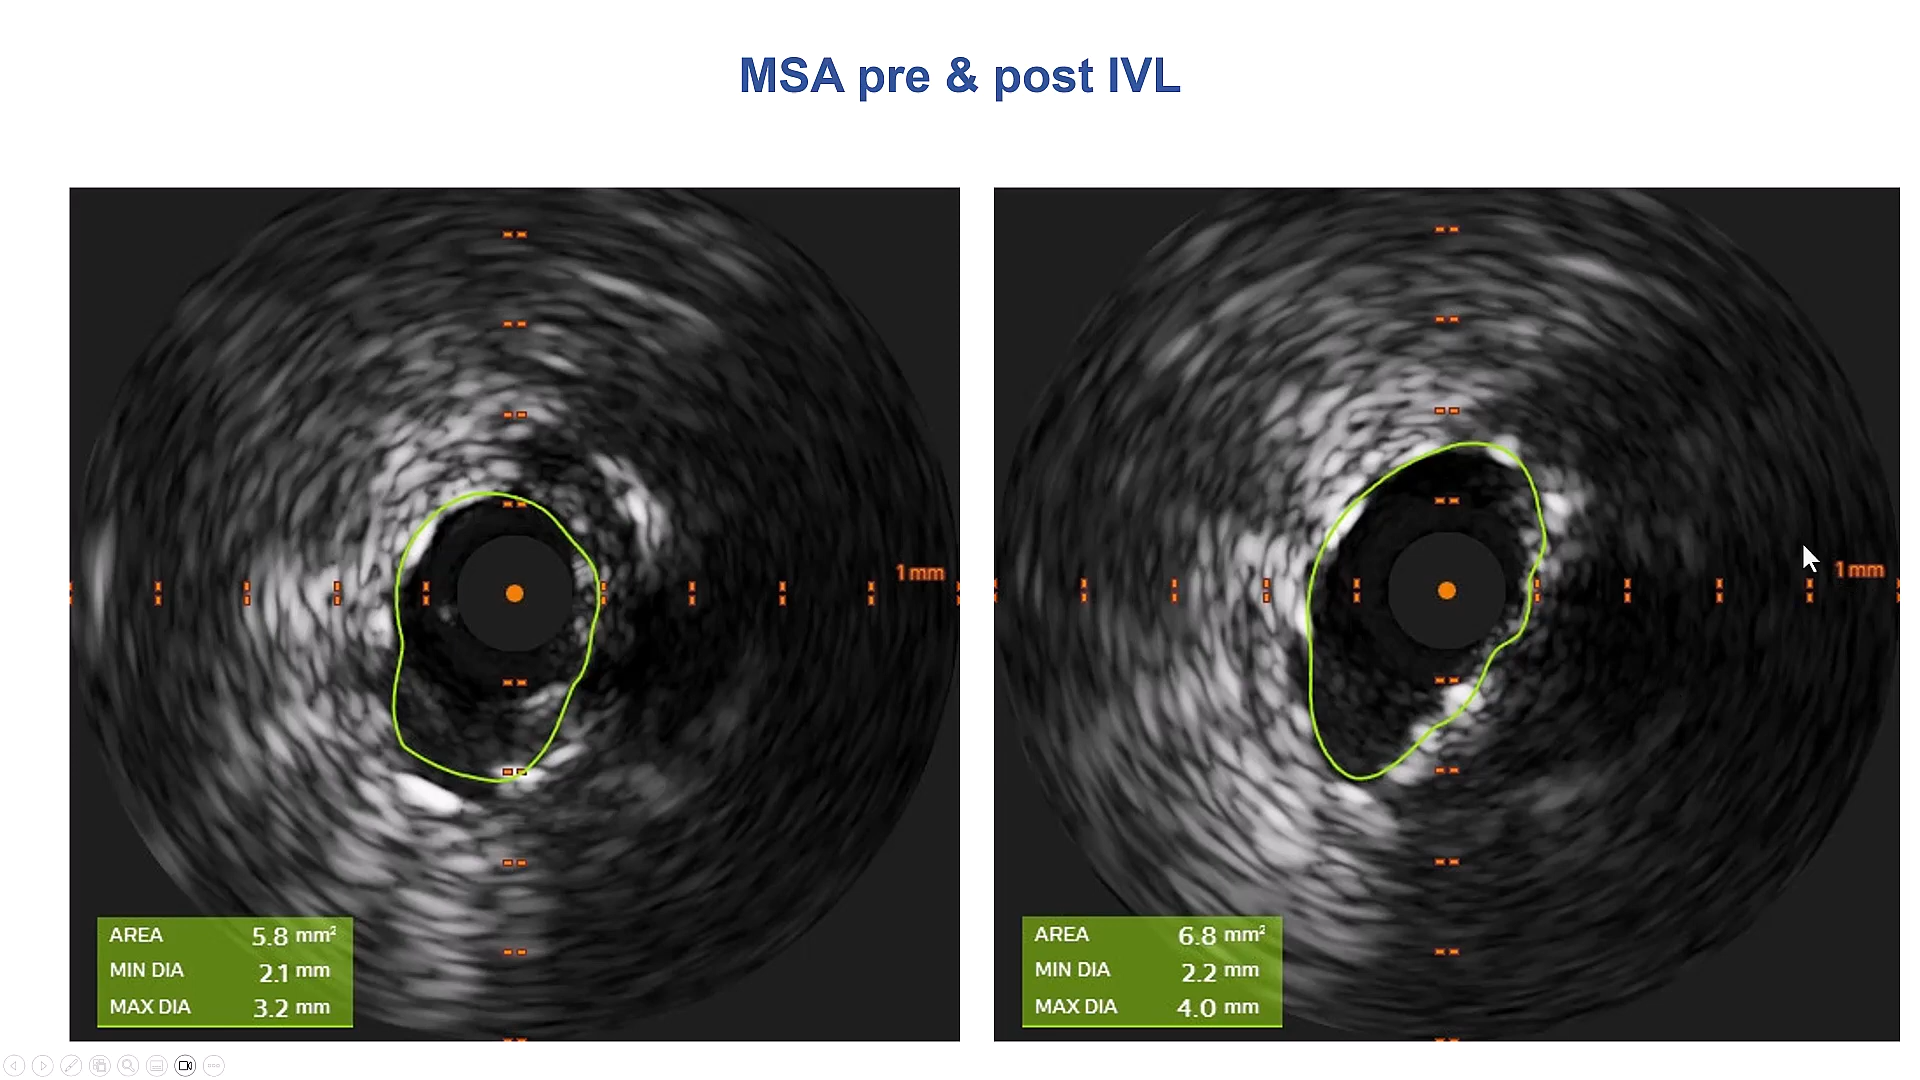 MSA pre & post IVL
1 mm
1 mm
AREA 5.8 mm²
MIN DIA 2.1 mm
MAX DIA 3.2 mm
AREA 6.8 mm²
MIN DIA 2.2 mm
MAX DIA 4.0 mm